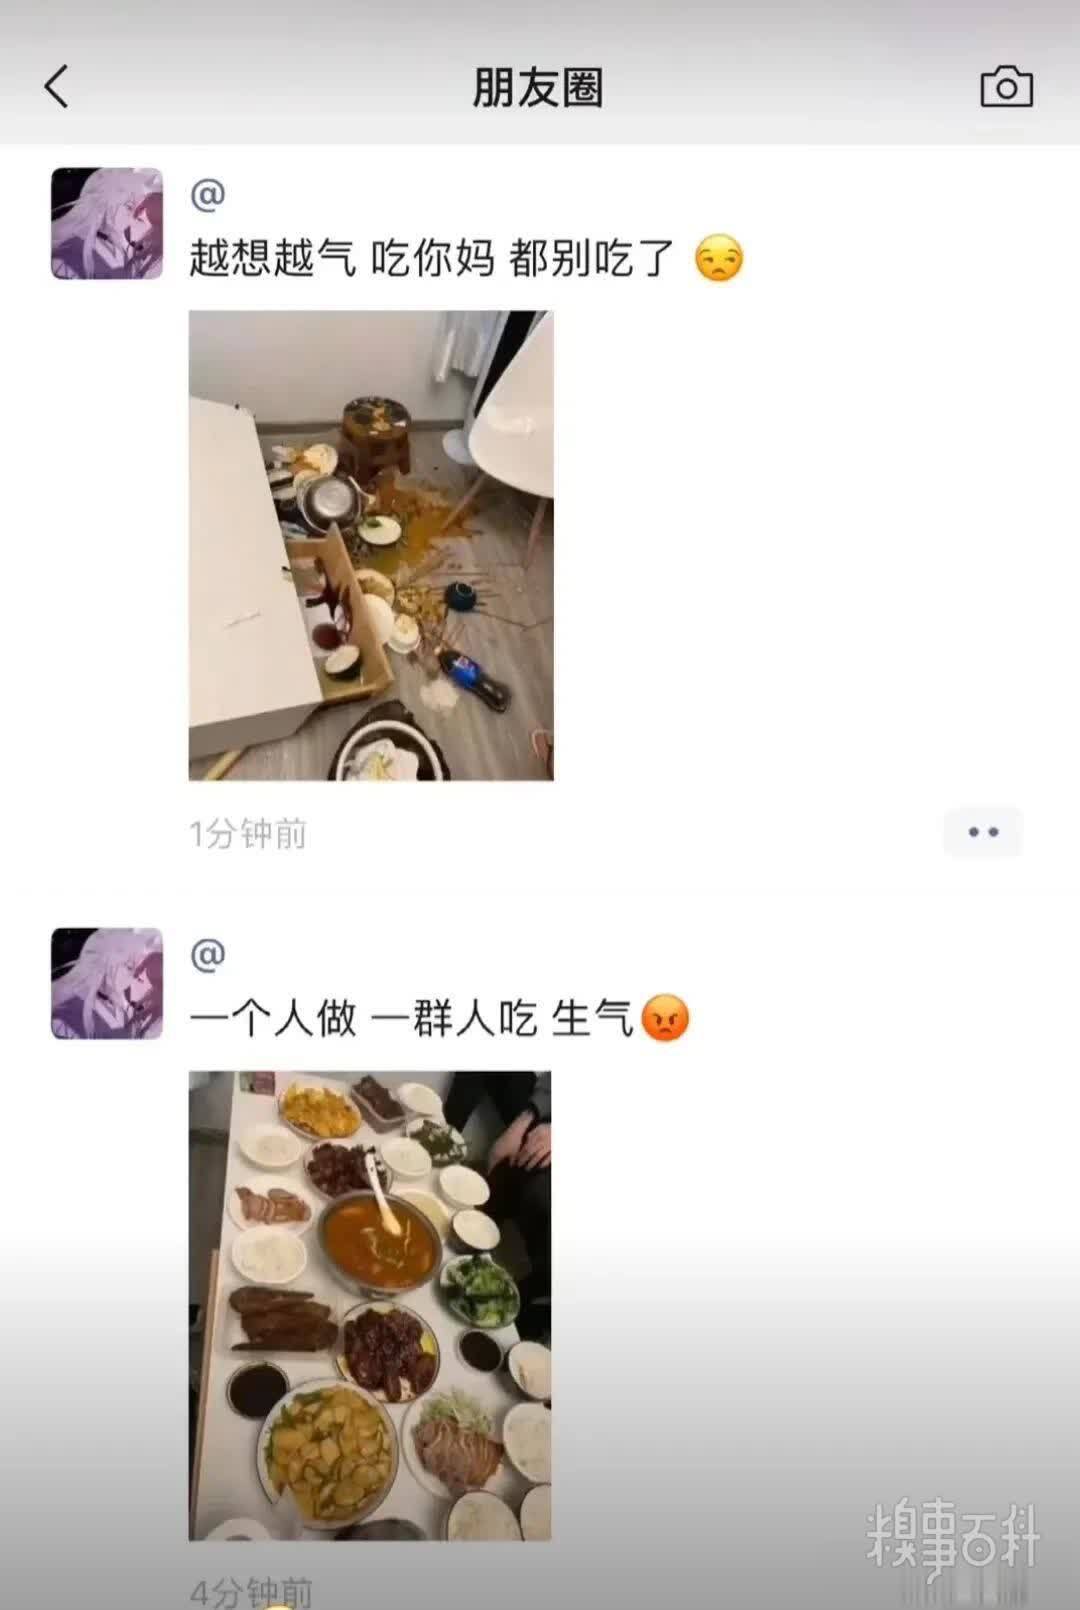 朋友圈
@
越想越气 吃你妈 都别吃了 😒
1分钟前
@
一个人做 一群人吃 生气😡
4分钟前
糗事百科